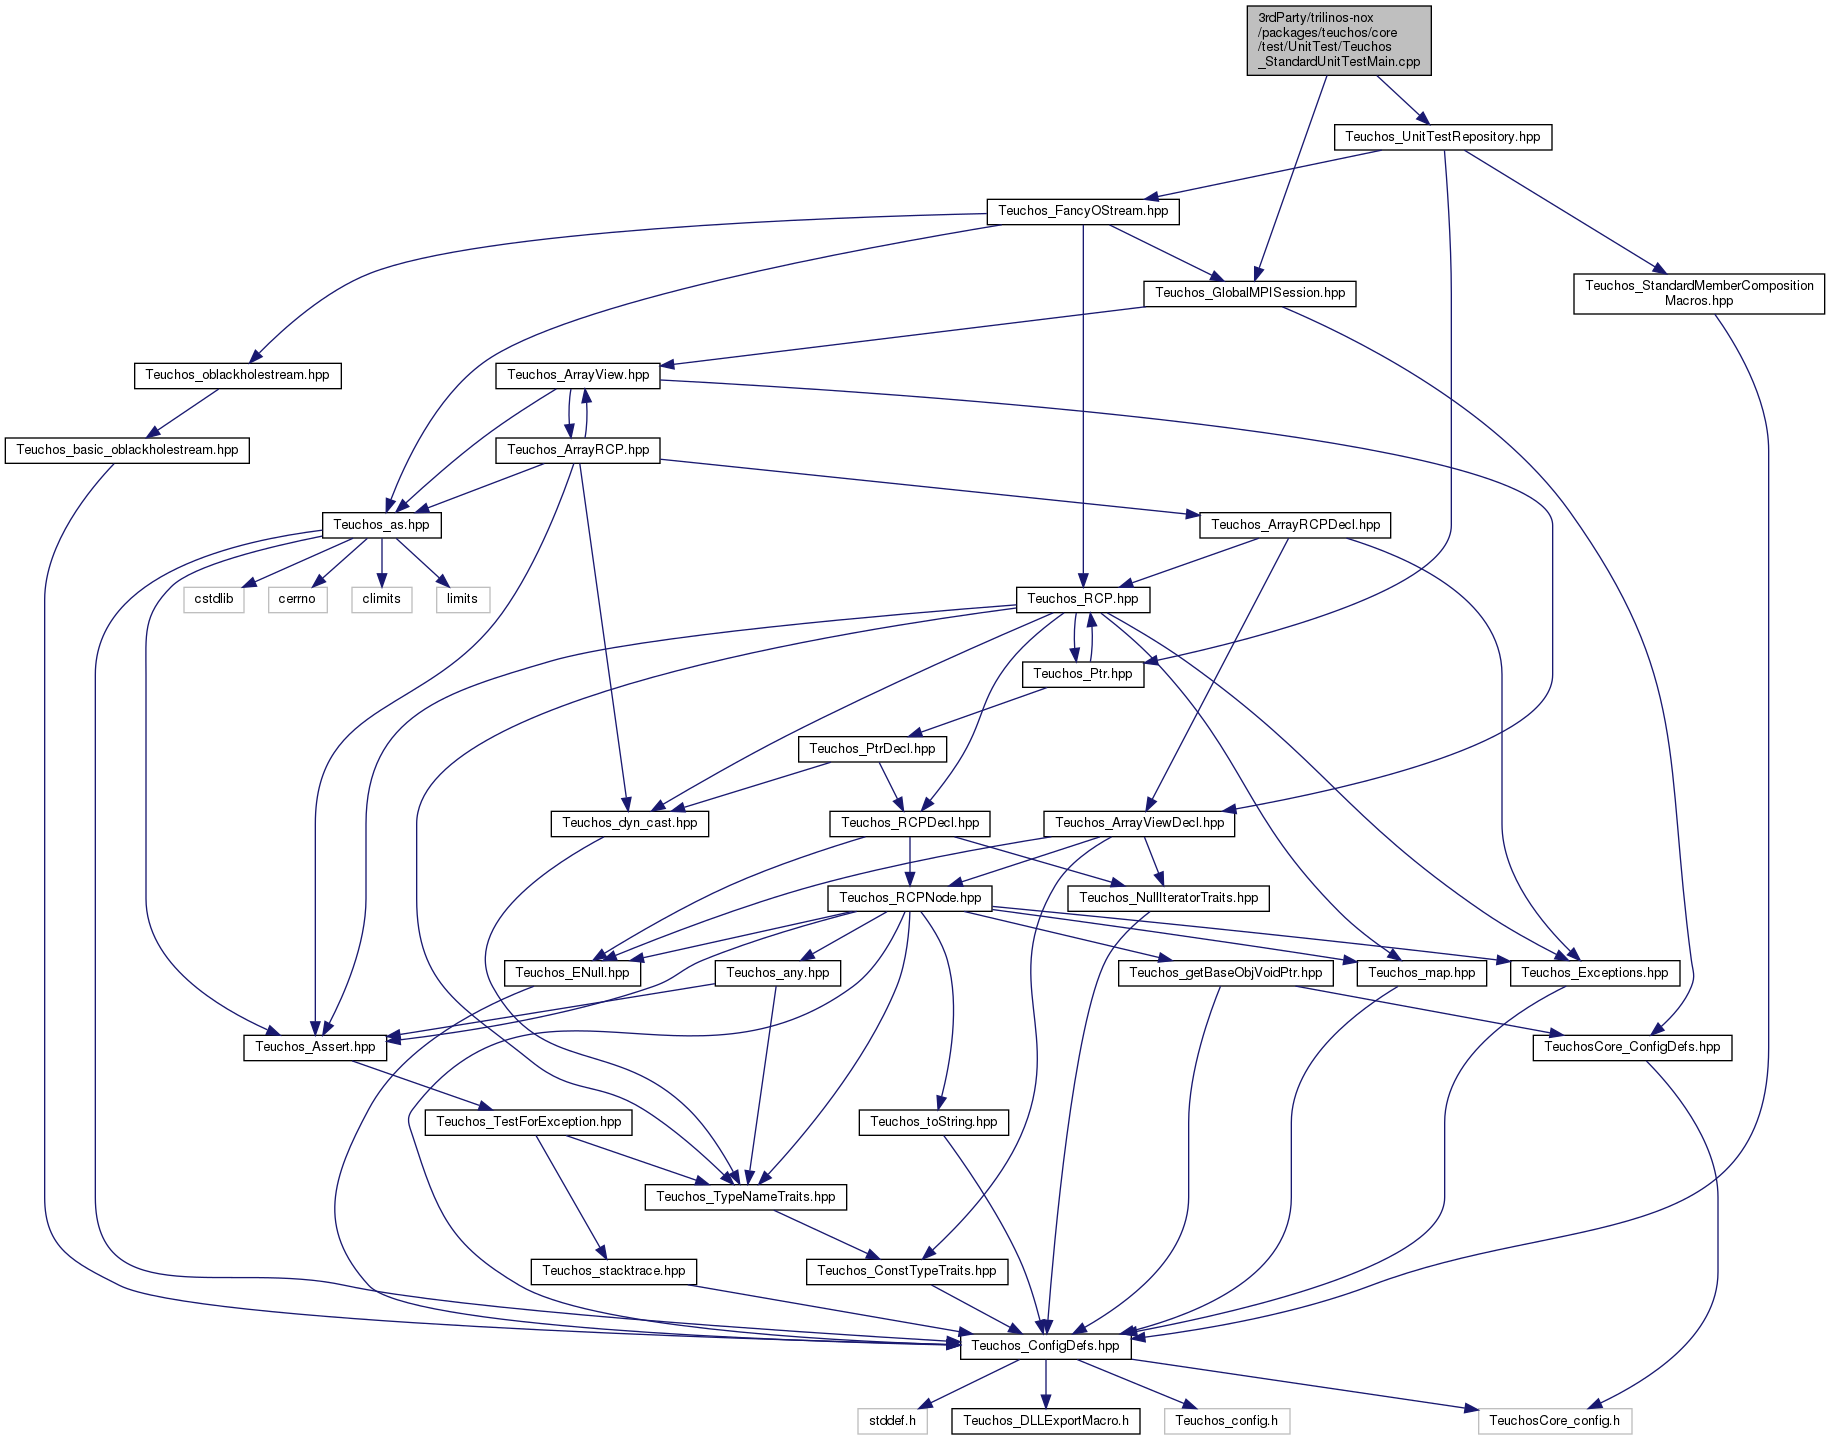 3rdParty/trilinos-nox
/packages/teuchos/core
/test/UnitTest/Teuchos
_StandardUnitTestMain.cpp
Teuchos_UnitTestRepository.hpp
Teuchos_FancyOStream.hpp
Teuchos_GlobalMPISession.hpp
Teuchos_StandardMemberComposition
Macros.hpp
Teuchos_oblackholestream.hpp
Teuchos_ArrayView.hpp
Teuchos_basic_oblackholestream.hpp
Teuchos_ArrayRCP.hpp
Teuchos_as.hpp
Teuchos_ArrayRCPDecl.hpp
cstdlib
cerrno
climits
limits
Teuchos_RCP.hpp
Teuchos_Ptr.hpp
Teuchos_PtrDecl.hpp
Teuchos_dyn_cast.hpp
Teuchos_RCPDecl.hpp
Teuchos_ArrayViewDecl.hpp
Teuchos_RCPNode.hpp
Teuchos_NullIteratorTraits.hpp
Teuchos_ENull.hpp
Teuchos_any.hpp
Teuchos_getBaseObjVoidPtr.hpp
Teuchos_map.hpp
Teuchos_Exceptions.hpp
Teuchos_Assert.hpp
TeuchosCore_ConfigDefs.hpp
Teuchos_TestForException.hpp
Teuchos_toString.hpp
Teuchos_TypeNameTraits.hpp
Teuchos_stacktrace.hpp
Teuchos_ConstTypeTraits.hpp
Teuchos_ConfigDefs.hpp
stddef.h
Teuchos_DLLExportMacro.h
Teuchos_config.h
TeuchosCore_config.h